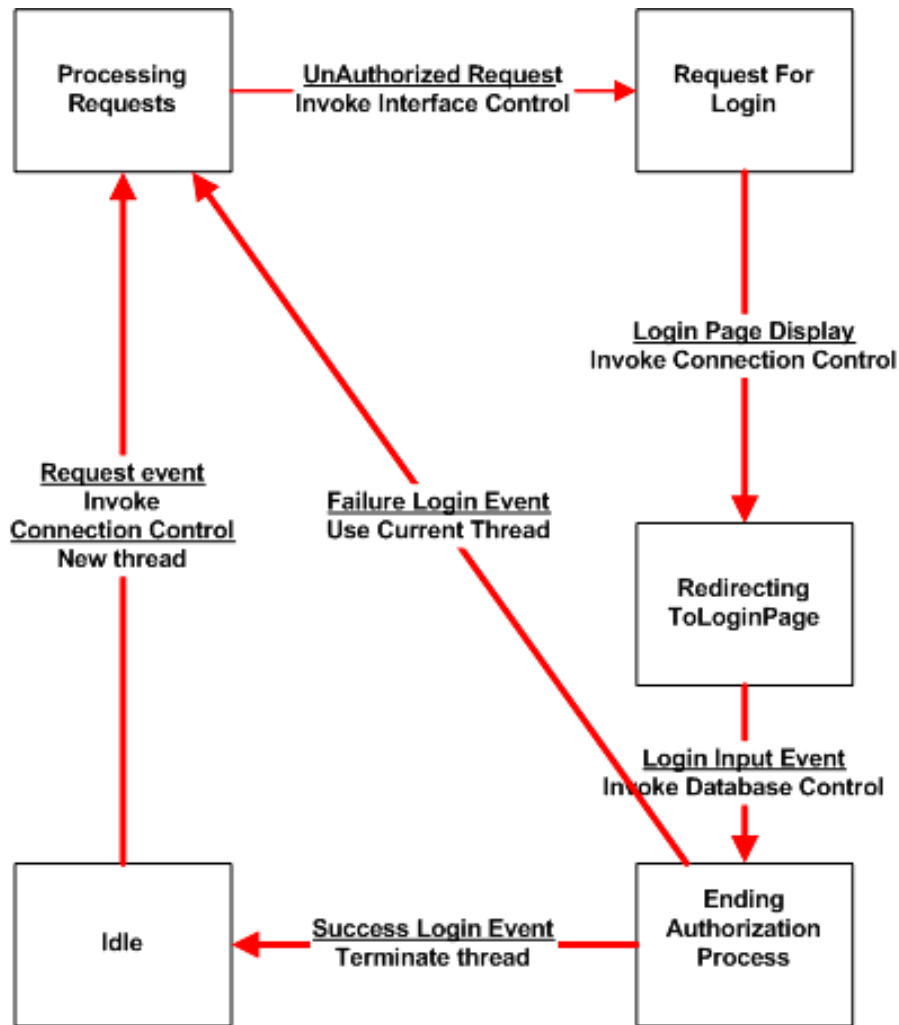 Processing
Requests
UnAuthorized Request
Invoke Interface Control
Request For
Login
Login Page Display
Invoke Connection Control
Request event
Invoke
Connection Control
New thread
Failure Login Event
Use Current Thread
Redirecting
ToLoginPage
Login Input Event
Invoke Database Control
Idle
Success Login Event
Terminate thread
Ending
Authorization
Process